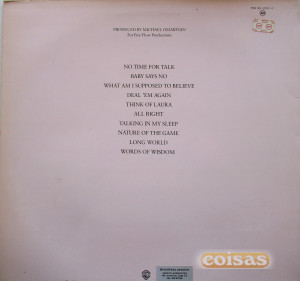 PRODUCED BY MICHAEL OMARTIAN
NO TIME FOR TALK
BABY SAYS NO
WHAT AM I SUPPOSED TO BELIEVE
DEAL 'EM AGAIN
THINK OF LAURA
ALL RIGHT
TALKING IN MY SLEEP
NATURE OF THE GAME
LONG WORLD
WORDS OF WISDOM
coisas